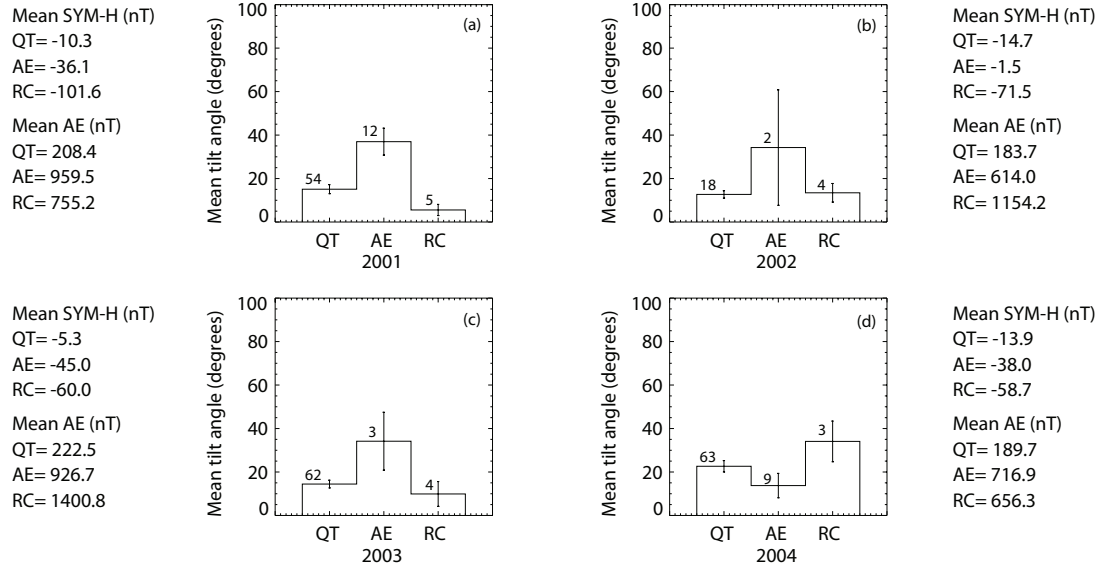 Mean SYM-H (nT)
QT= -10.3
AE= -36.1
RC= -101.6
Mean AE (nT)
QT= 208.4
AE= 959.5
RC= 755.2
Mean tilt angle (degrees)
100
80
60
40
20
0
(a)
54
12
5
QT AE RC
2001
Mean tilt angle (degrees)
100
80
60
40
20
0
(b)
18
2
4
QT AE RC
2002
Mean SYM-H (nT)
QT= -14.7
AE= -1.5
RC= -71.5
Mean AE (nT)
QT= 183.7
AE= 614.0
RC= 1154.2
Mean SYM-H (nT)
QT= -5.3
AE= -45.0
RC= -60.0
Mean AE (nT)
QT= 222.5
AE= 926.7
RC= 1400.8
Mean tilt angle (degrees)
100
80
60
40
20
0
(c)
62
3
4
QT AE RC
2003
Mean tilt angle (degrees)
100
80
60
40
20
0
(d)
63
9
3
QT AE RC
2004
Mean SYM-H (nT)
QT= -13.9
AE= -38.0
RC= -58.7
Mean AE (nT)
QT= 189.7
AE= 716.9
RC= 656.3